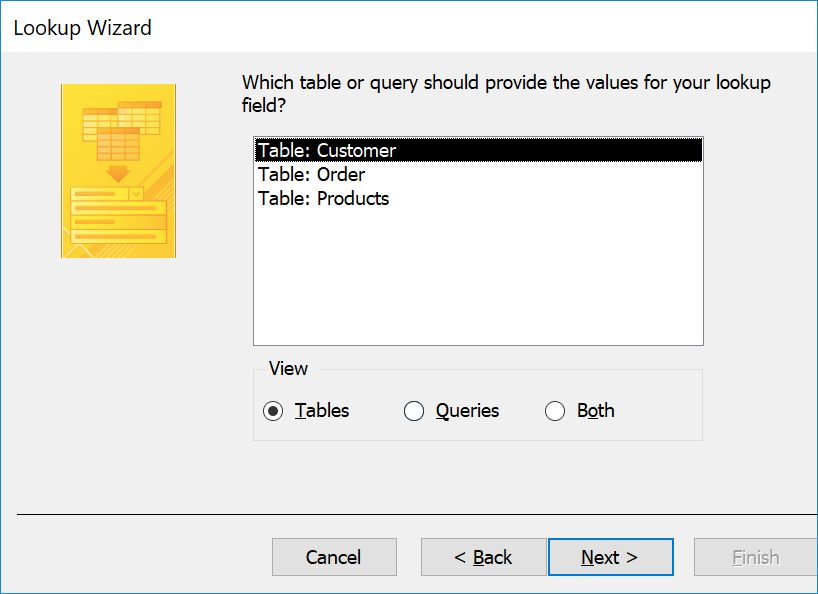 Lookup Wizard
Which table or query should provide the values for your lookup
field?
Table: Customer
Table: Order
Table: Products
View
Tables Queries Both
Cancel < Back Next > Finish